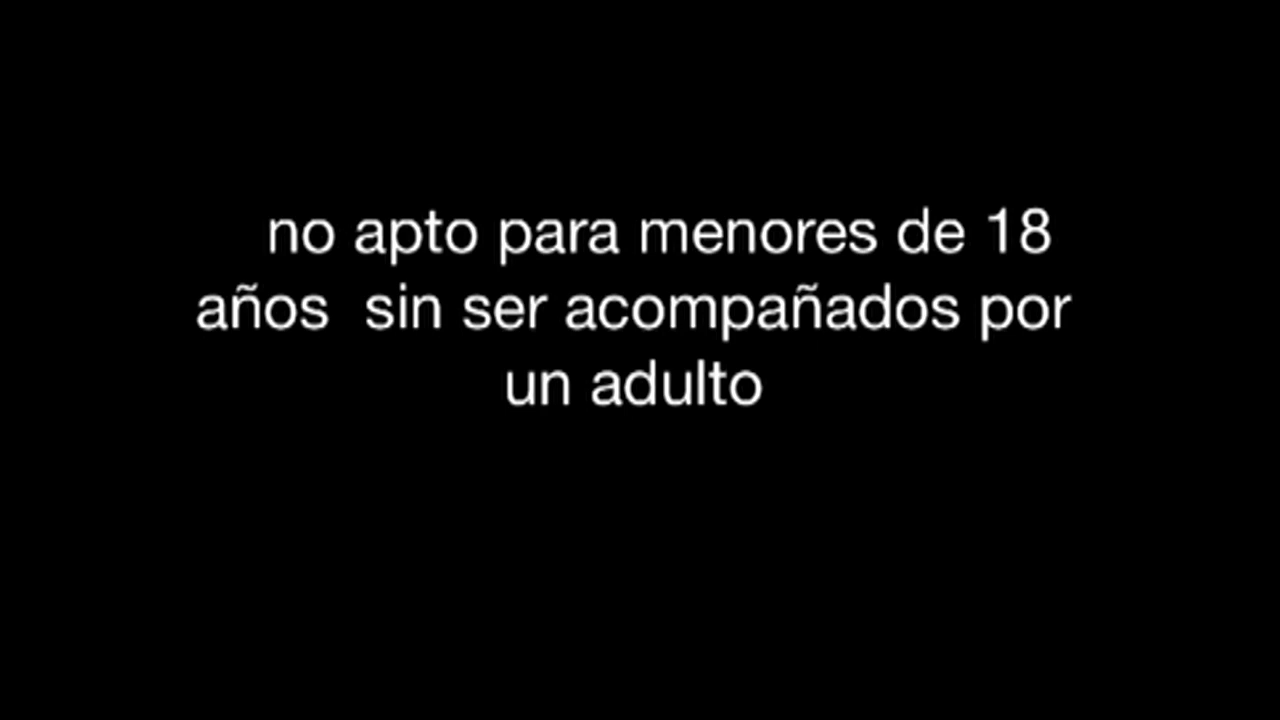 no apto para menores de 18
años  sin ser acompañados por
un adulto